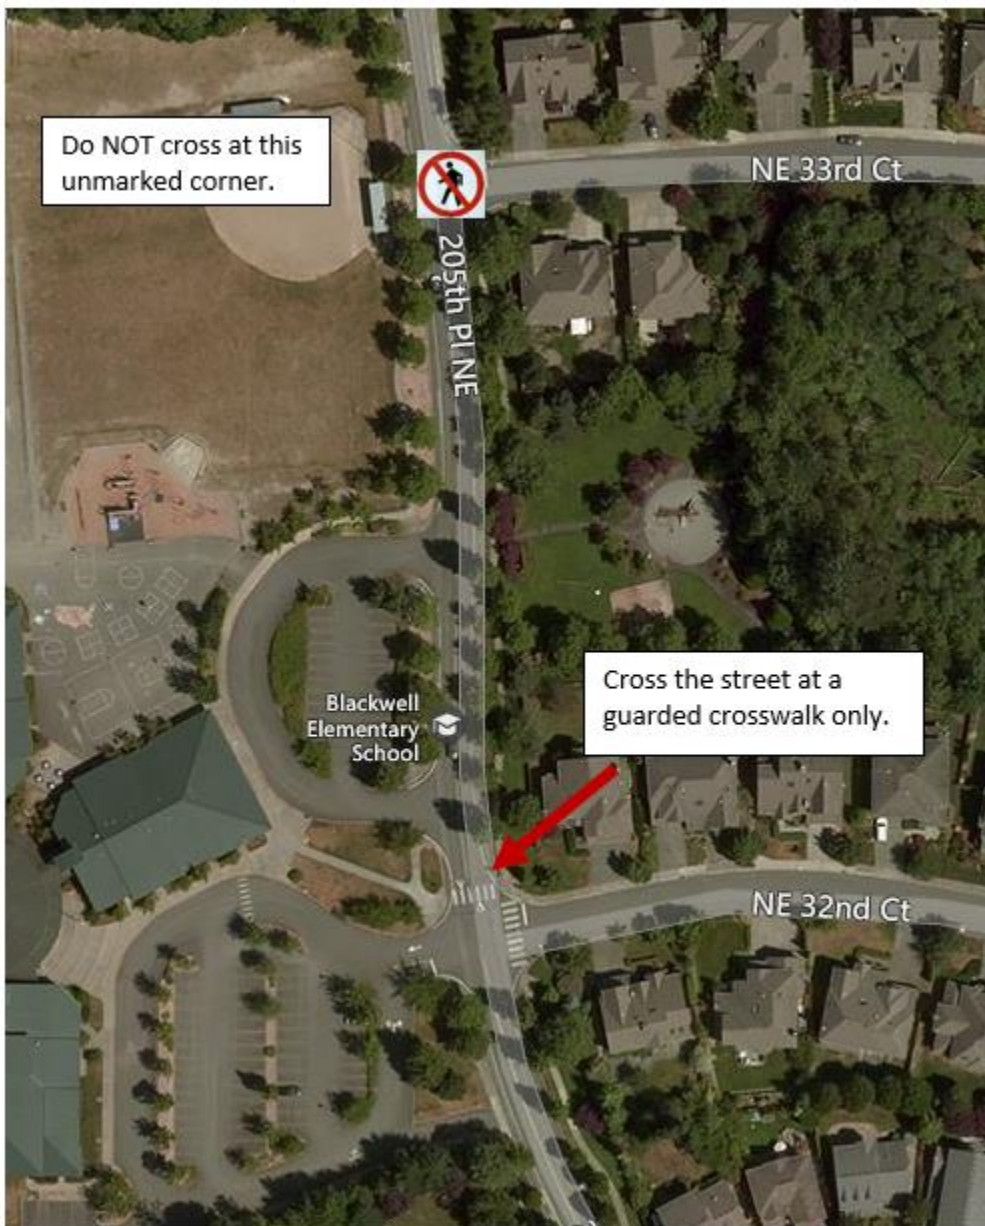 Do NOT cross at this
unmarked corner.
NE 33rd Ct
205th Pl NE
Cross the street at a
guarded crosswalk only.
Blackwell
Elementary
School
NE 32nd Ct